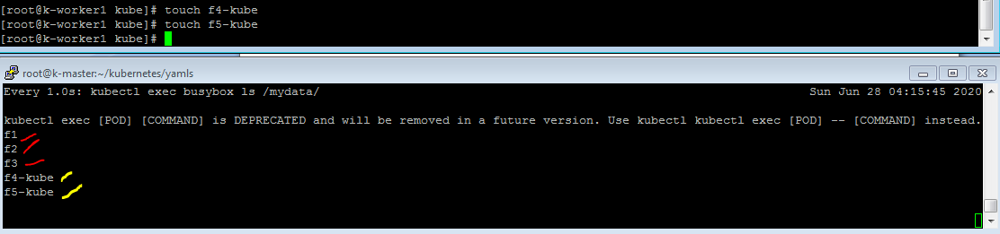 [root@k-worker1 kube]# touch f4-kube
[root@k-worker1 kube]# touch f5-kube
[root@k-worker1 kube]#
root@k-master:~/kubernetes/yamls
Every 1.0s: kubectl exec busybox ls /mydata/ Sun Jun 28 04:15:45 2020
kubectl exec [POD] [COMMAND] is DEPRECATED and will be removed in a future version. Use kubectl kubectl exec [POD] -- [COMMAND] instead.
f1
f2
f3
f4-kube
f5-kube